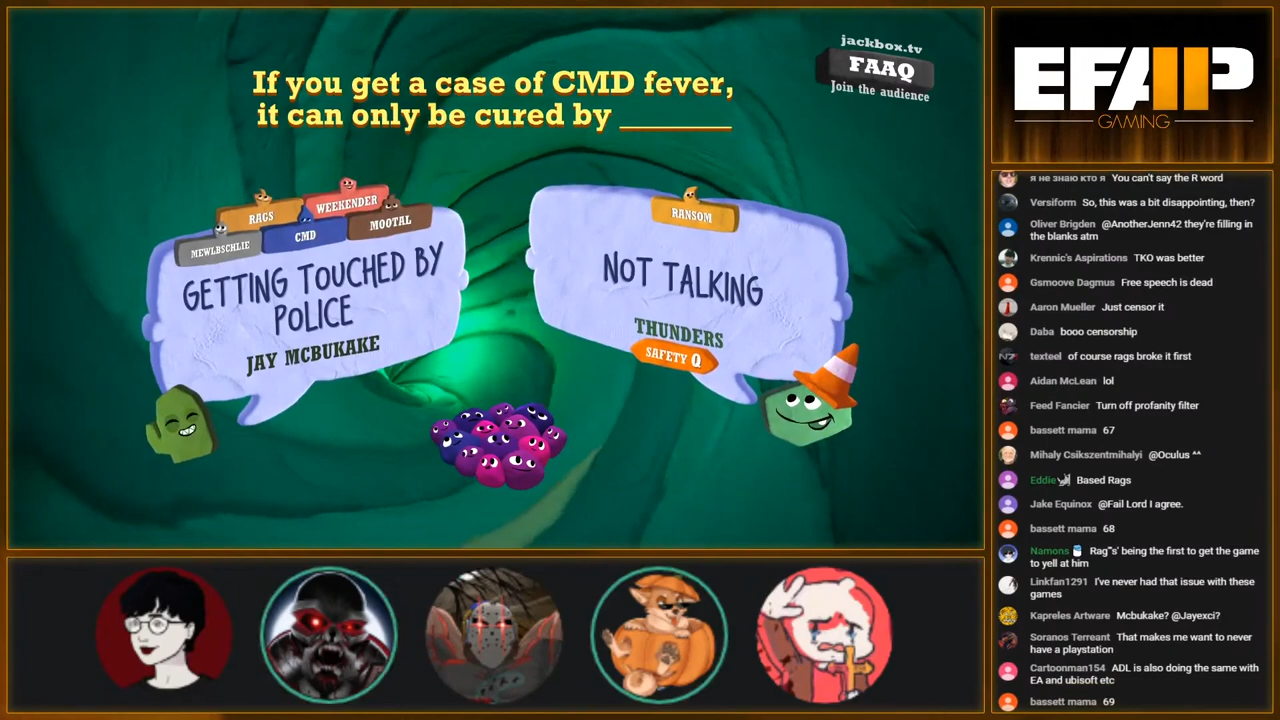 If you get a case of CMD fever,
it can only be cured by _______
jackbox.tv
FAAQ
Join the audience
RAGS
WEEKENDER
MEWLBSCHLIE
CMD
MOOTAL
GETTING TOUCHED BY
POLICE
JAY MCBUKAKE
RANSOM
NOT TALKING
THUNDERS
SAFETY Q
EFAP
GAMING
я не знаю кто я You can't say the R word
Versiform So, this was a bit disappointing, then?
Oliver Brigden @AnotherJenn42 they're filling in
the blanks atm
Krennic's Aspirations TKO was better
Gsmoove Dagmus Free speech is dead
Aaron Mueller Just censor it
Daba booo censorship
texteel of course rags broke it first
Aidan McLean lol
Feed Fancier Turn off profanity filter
bassett mama 67
Mihaly Csikszentmihalyi @Oculus ^^
Eddie Based Rags
Jake Equinox @Fail Lord I agree.
bassett mama 68
Namons Rag"s' being the first to get the game
to yell at him
Linkfan1291 I've never had that issue with these
games
Kapreles Artware Mcbukake? @Jayexci?
Soranos Terreant That makes me want to never
have a playstation
Cartoonman154 ADL is also doing the same with
EA and ubisoft etc
bassett mama 69